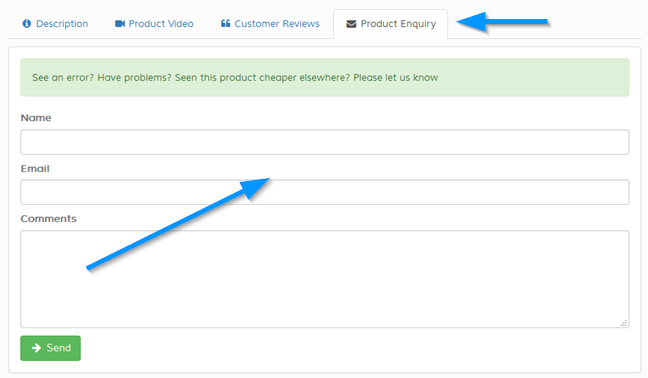 Description Product Video Customer Reviews Product Enquiry
See an error? Have problems? Seen this product cheaper elsewhere? Please let us know
Name
Email
Comments
Send